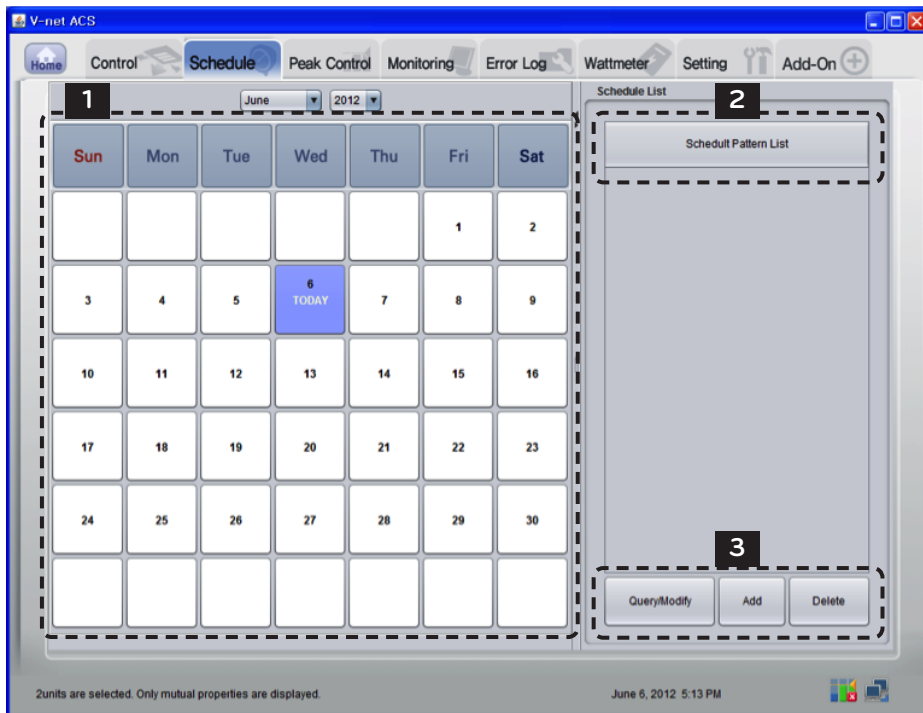 V-net ACS
Home Control Schedule Peak Control Monitoring Error Log Wattmeter Setting Add-On
1
June 2012
Sun Mon Tue Wed Thu Fri Sat
1 2
3 4 5 6 7 8 9
TODAY
10 11 12 13 14 15 16
17 18 19 20 21 22 23
24 25 26 27 28 29 30
Schedule List
2
Schedult Pattern List
3
Query/Modify Add Delete
2units are selected. Only mutual properties are displayed.
June 6, 2012 5:13 PM